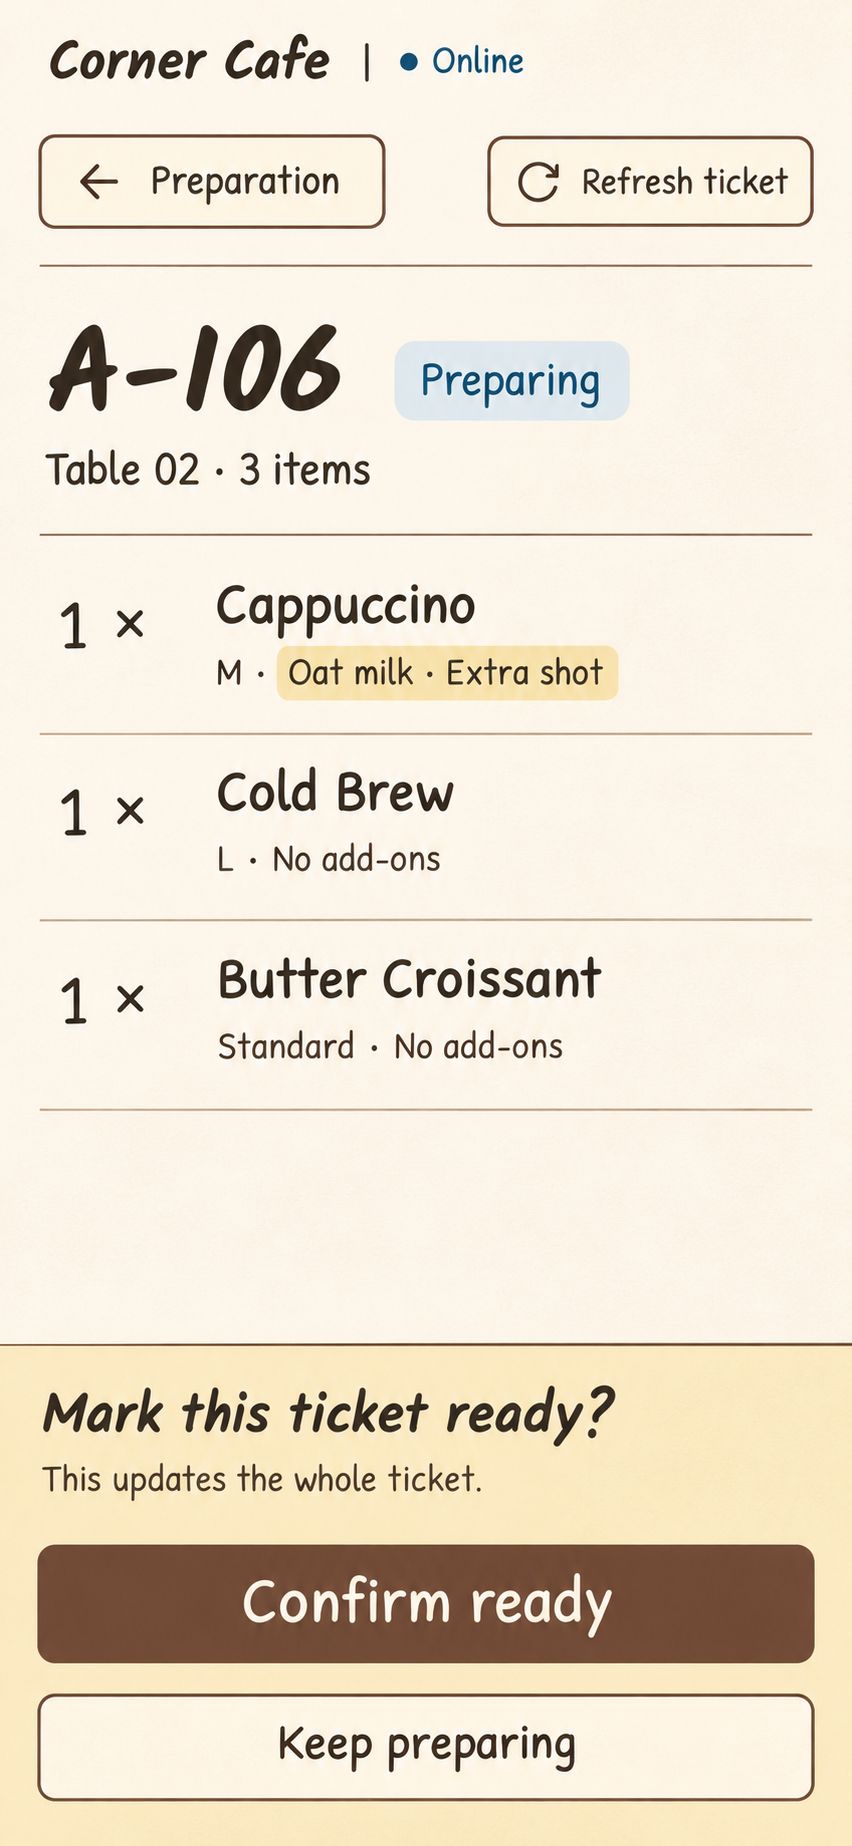 Corner Cafe | • Online
← Preparation
Refresh ticket
A-106
Preparing
Table 02 · 3 items
1 × Cappuccino
M · Oat milk · Extra shot
1 × Cold Brew
L · No add-ons
1 × Butter Croissant
Standard · No add-ons
Mark this ticket ready?
This updates the whole ticket.
Confirm ready
Keep preparing